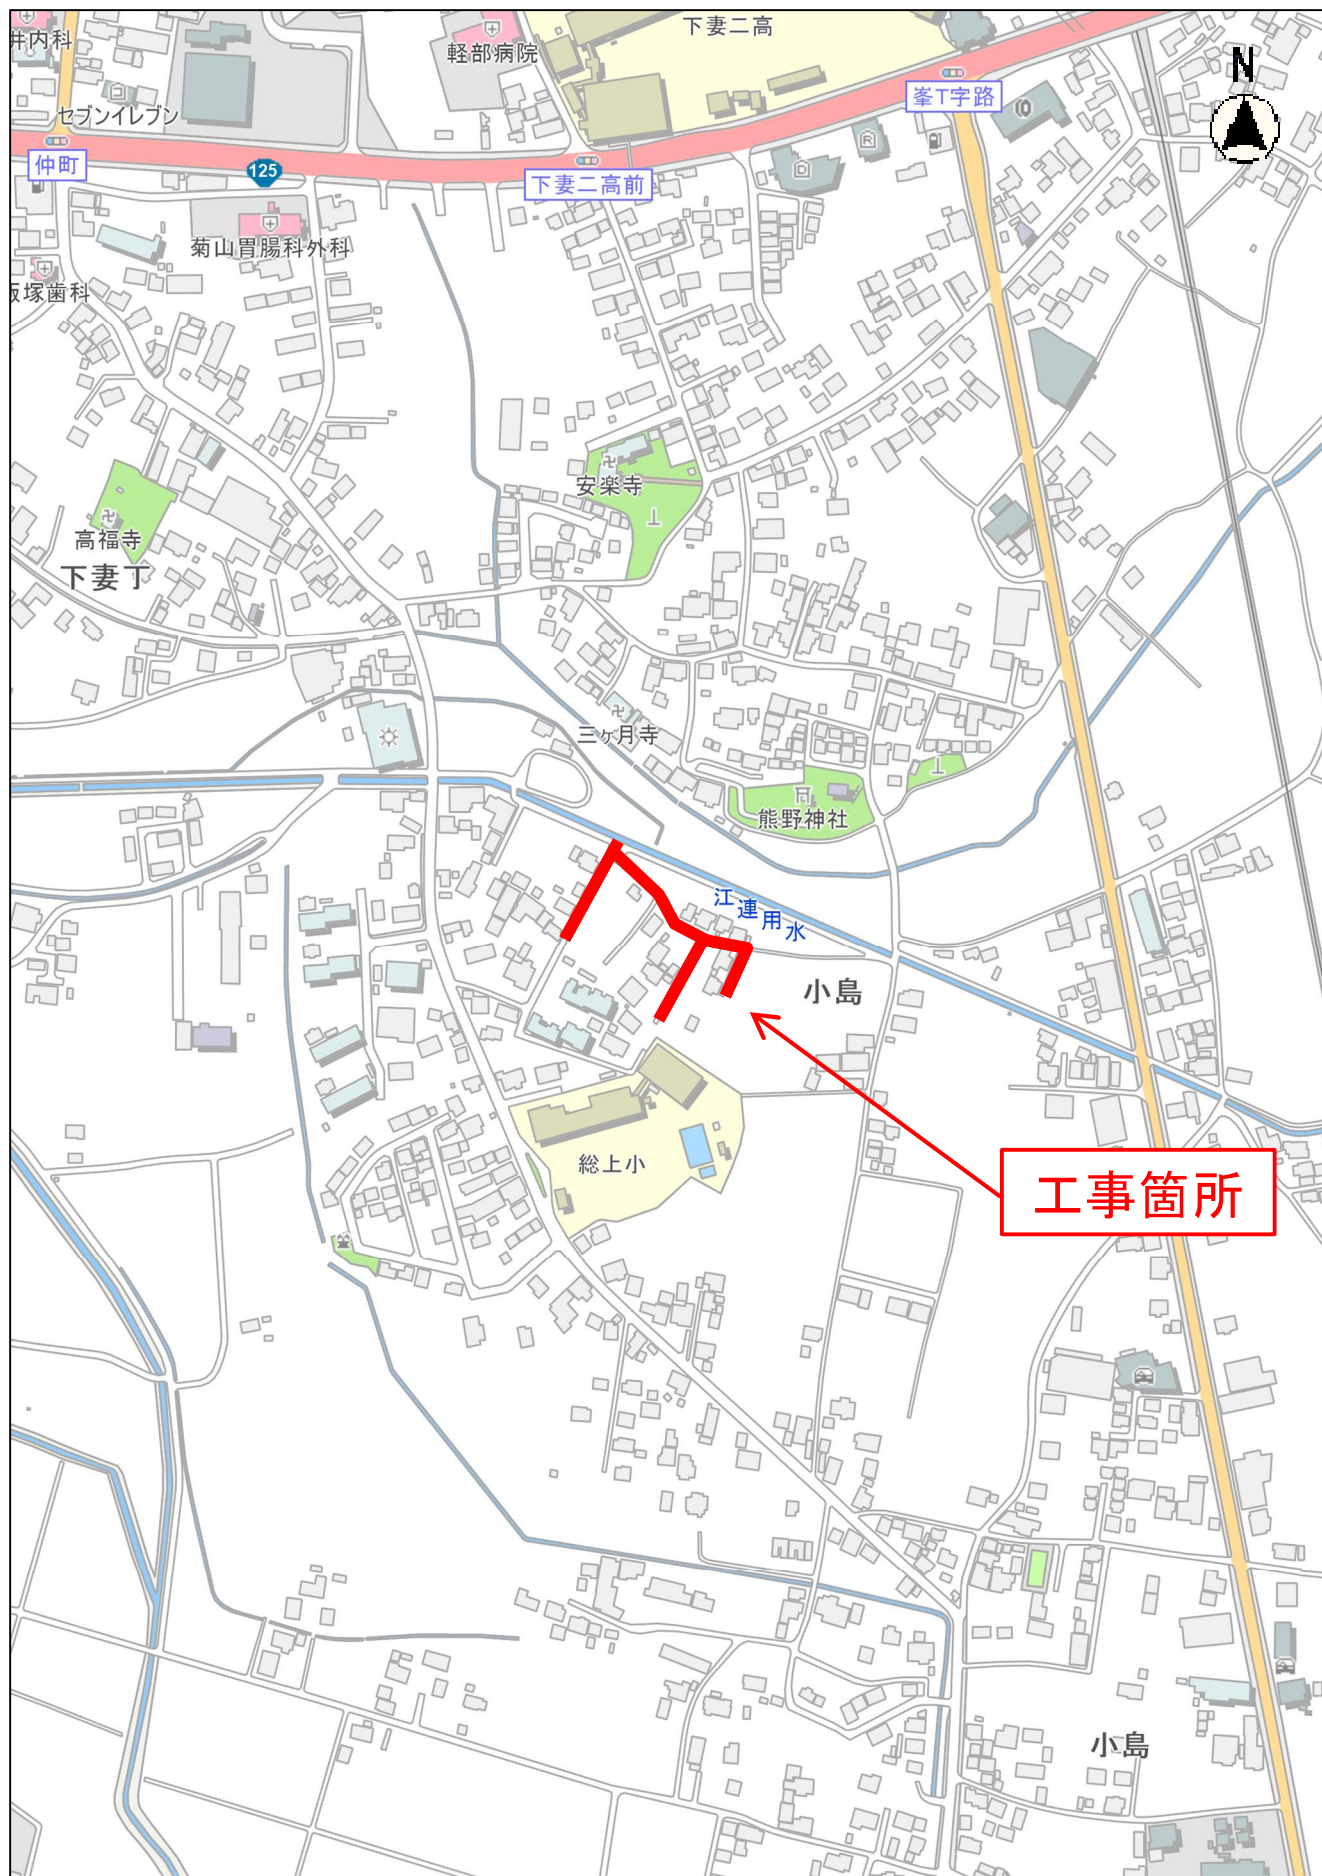 井内科
軽部病院
下妻二高
N
峯T字路
セブンイレブン
仲町
125
下妻二高前
R
D
菊山胃腸科外科
飯塚歯科
安楽寺
高福寺
下妻丁
三ヶ月寺
熊野神社
江連用水
小島
工事箇所
総上小
小島